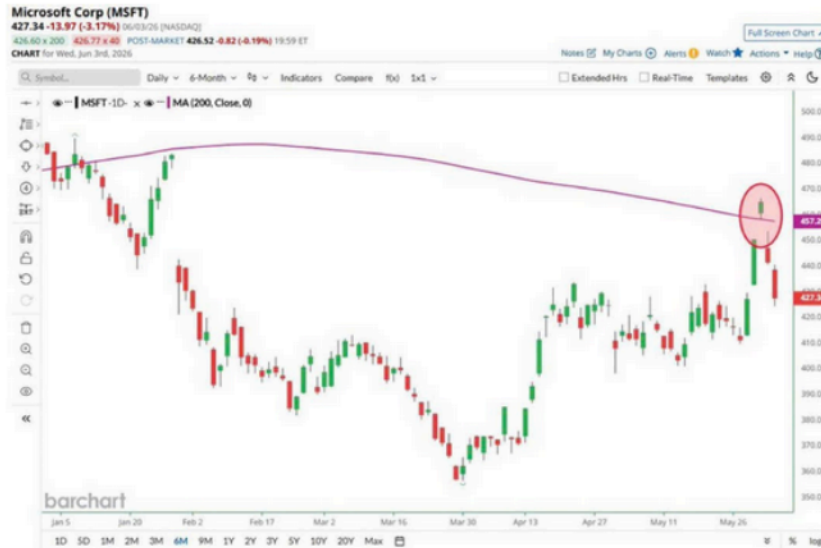 Microsoft Corp (MSFT)
427.34 -13.97 (-3.17%) 06/03/26 [NASDAQ]
426.60 x 200 426.77 x 40 POST-MARKET 426.52 -0.82 (-0.19%) 19:59 ET
Full Screen Chart
CHART for Wed, Jun 3rd, 2026
Notes My Charts Alerts Watch Actions Help
Symbol... Daily 6-Month Indicators Compare f(x) 1x1 Extended Hrs Real-Time Templates
MSFT -1D- x MA (200, Close, 0)
500.0
480.0
470.0
457.2
450.0
440.0
427.3
420.0
410.0
400.0
390.0
380.0
370.0
360.0
350.0
barchart
Jan 5 Jan 20 Feb 2 Feb 17 Mar 2 Mar 16 Mar 30 Apr 13 Apr 27 May 11 May 26
1D 5D 1M 2M 3M 6M 9M 1Y 2Y 3Y 5Y 10Y 20Y Max % log